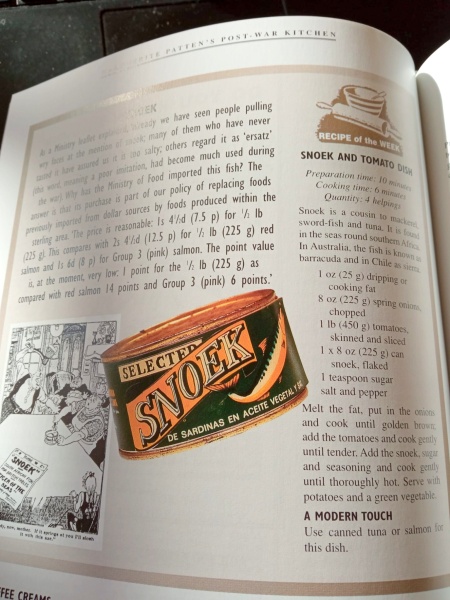 PATTEN'S POST-WAR KITCHEN
As a Ministry leaflet already we have seen people pulling
wry faces at the mention of snoek; many of them who have never
tasted it have assured us it is too salty; others regard it as 'ersatz'
(this word, meaning a poor imitation, had become much used during
the war). Why has the Ministry of Food imported this fish? The
answer is that its purchase is part of our policy of replacing foods
previously imported from dollar sources by foods produced within the
sterling area. 'The price is reasonable: 1s 4½d (7.5 p) for ½ lb
(225 g). This compares with 2s 4½d (12.5 p) for ½ lb (225 g) red
salmon and 1s 6d (8 p) for Group 3 (pink) salmon. The point value
is, at the moment, very low: 1 point for the ½ lb (225 g) as
compared with red salmon 14 points and Group 3 (pink) 6 points.'
SELECTED
SNOEK
DE SARDINAS EN ACEITE VEGETAL Y DE
SNOEK
OF THE
SEAS
it with this one."
RECIPE of the WEEK
SNOEK AND TOMATO DISH
Preparation time: 10 minutes
Cooking time: 6 minutes
Quantity: 4 helpings
Snoek is a cousin to mackerel,
sword-fish and tuna. It is found
in the seas round southern Africa.
In Australia, the fish is known as
barracuda and in Chile as sierra.
1 oz (25 g) dripping or
cooking fat
8 oz (225 g) spring onions,
chopped
1 lb (450 g) tomatoes,
skinned and sliced
1 x 8 oz (225 g) can
snoek, flaked
1 teaspoon sugar
salt and pepper
Melt the fat, put in the onions
and cook until golden brown;
add the tomatoes and cook gently
until tender. Add the snoek, sugar
and seasoning and cook gently
until thoroughly hot. Serve with
potatoes and a green vegetable.
A MODERN TOUCH
Use canned tuna or salmon for
this dish.
FFEE CREAMS